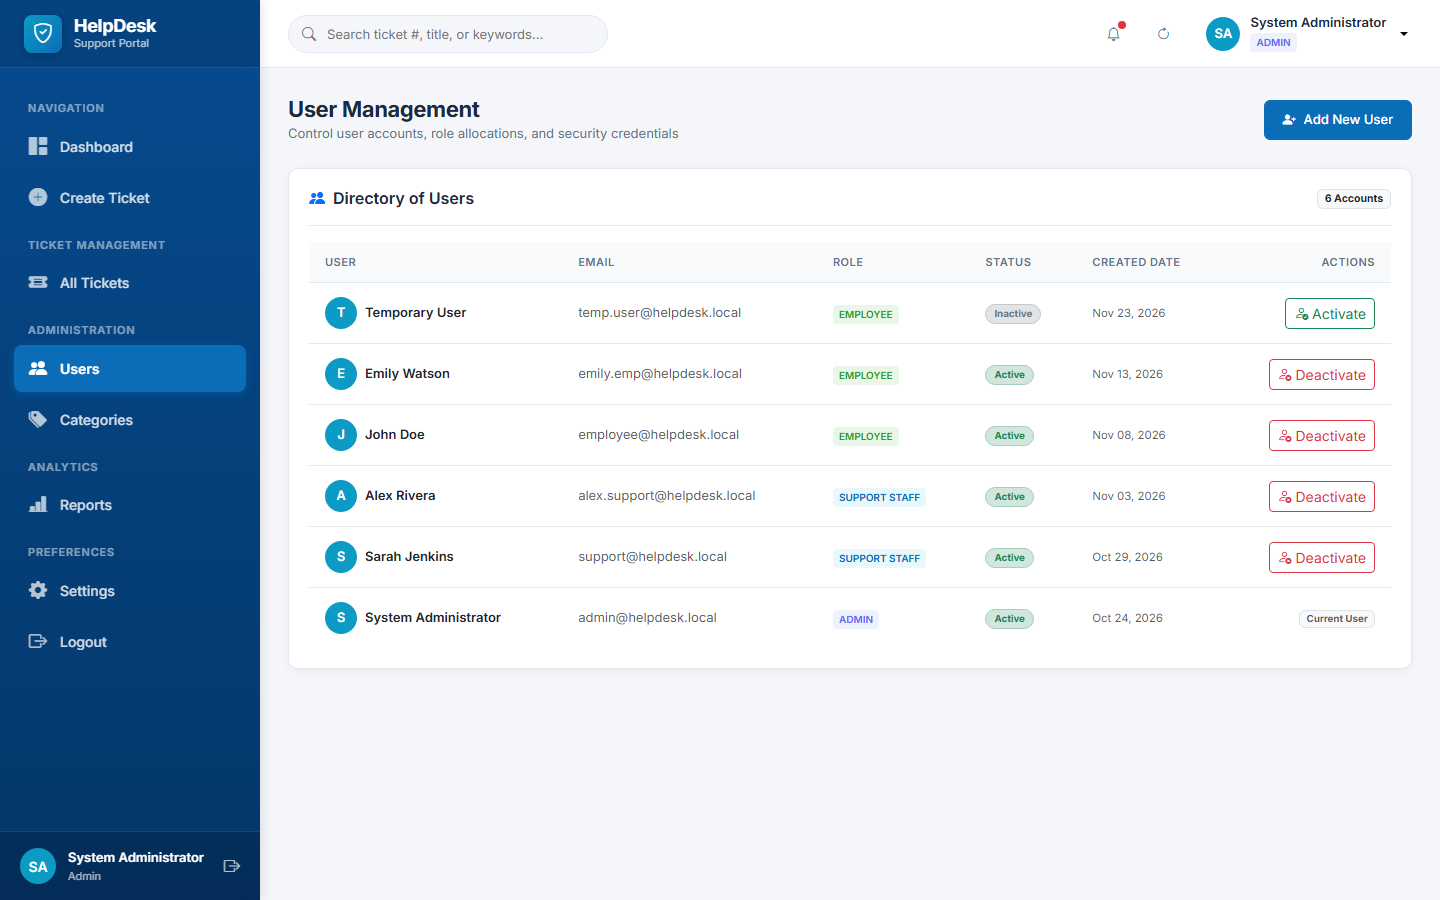 HelpDesk
Support Portal
NAVIGATION
Dashboard
Create Ticket
TICKET MANAGEMENT
All Tickets
ADMINISTRATION
Users
Categories
ANALYTICS
Reports
PREFERENCES
Settings
Logout
SA
System Administrator
Admin
Search ticket #, title, or keywords...
SA
System Administrator
ADMIN
User Management
Control user accounts, role allocations, and security credentials
Add New User
Directory of Users
6 Accounts
USER EMAIL ROLE STATUS CREATED DATE ACTIONS
T Temporary User temp.user@helpdesk.local EMPLOYEE Inactive Nov 23, 2026 Activate
E Emily Watson emily.emp@helpdesk.local EMPLOYEE Active Nov 13, 2026 Deactivate
J John Doe employee@helpdesk.local EMPLOYEE Active Nov 08, 2026 Deactivate
A Alex Rivera alex.support@helpdesk.local SUPPORT STAFF Active Nov 03, 2026 Deactivate
S Sarah Jenkins support@helpdesk.local SUPPORT STAFF Active Oct 29, 2026 Deactivate
S System Administrator admin@helpdesk.local ADMIN Active Oct 24, 2026 Current User